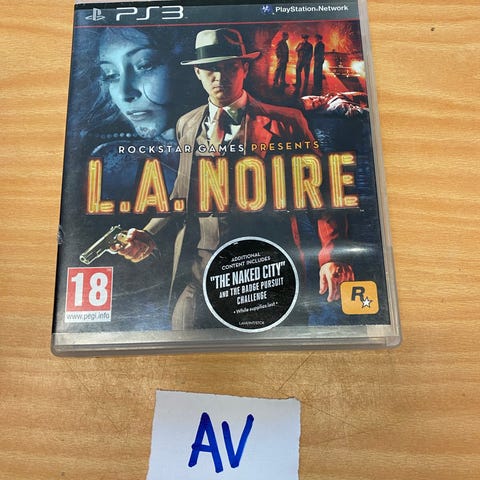 PS3
PlayStation®Network
ROCKSTAR GAMES PRESENTS
L.A. NOIRE
ADDITIONAL
CONTENT INCLUDES
"THE NAKED CITY"
AND THE BADGE PURSUIT
CHALLENGE
• While supplies last •
18
www.pegi.info
R
AV